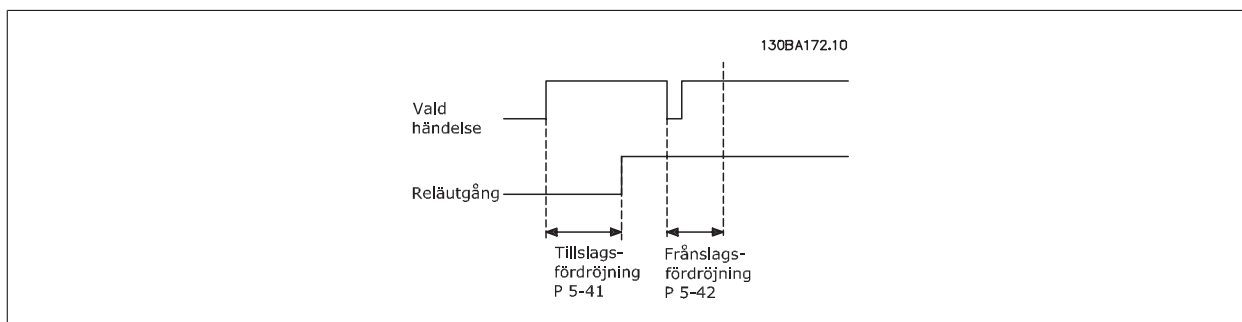 130BA172.10
Vald
händelse
Reläutgång
Tillslags-
fördröjning
P 5-41
Frånslags-
fördröjning
P 5-42